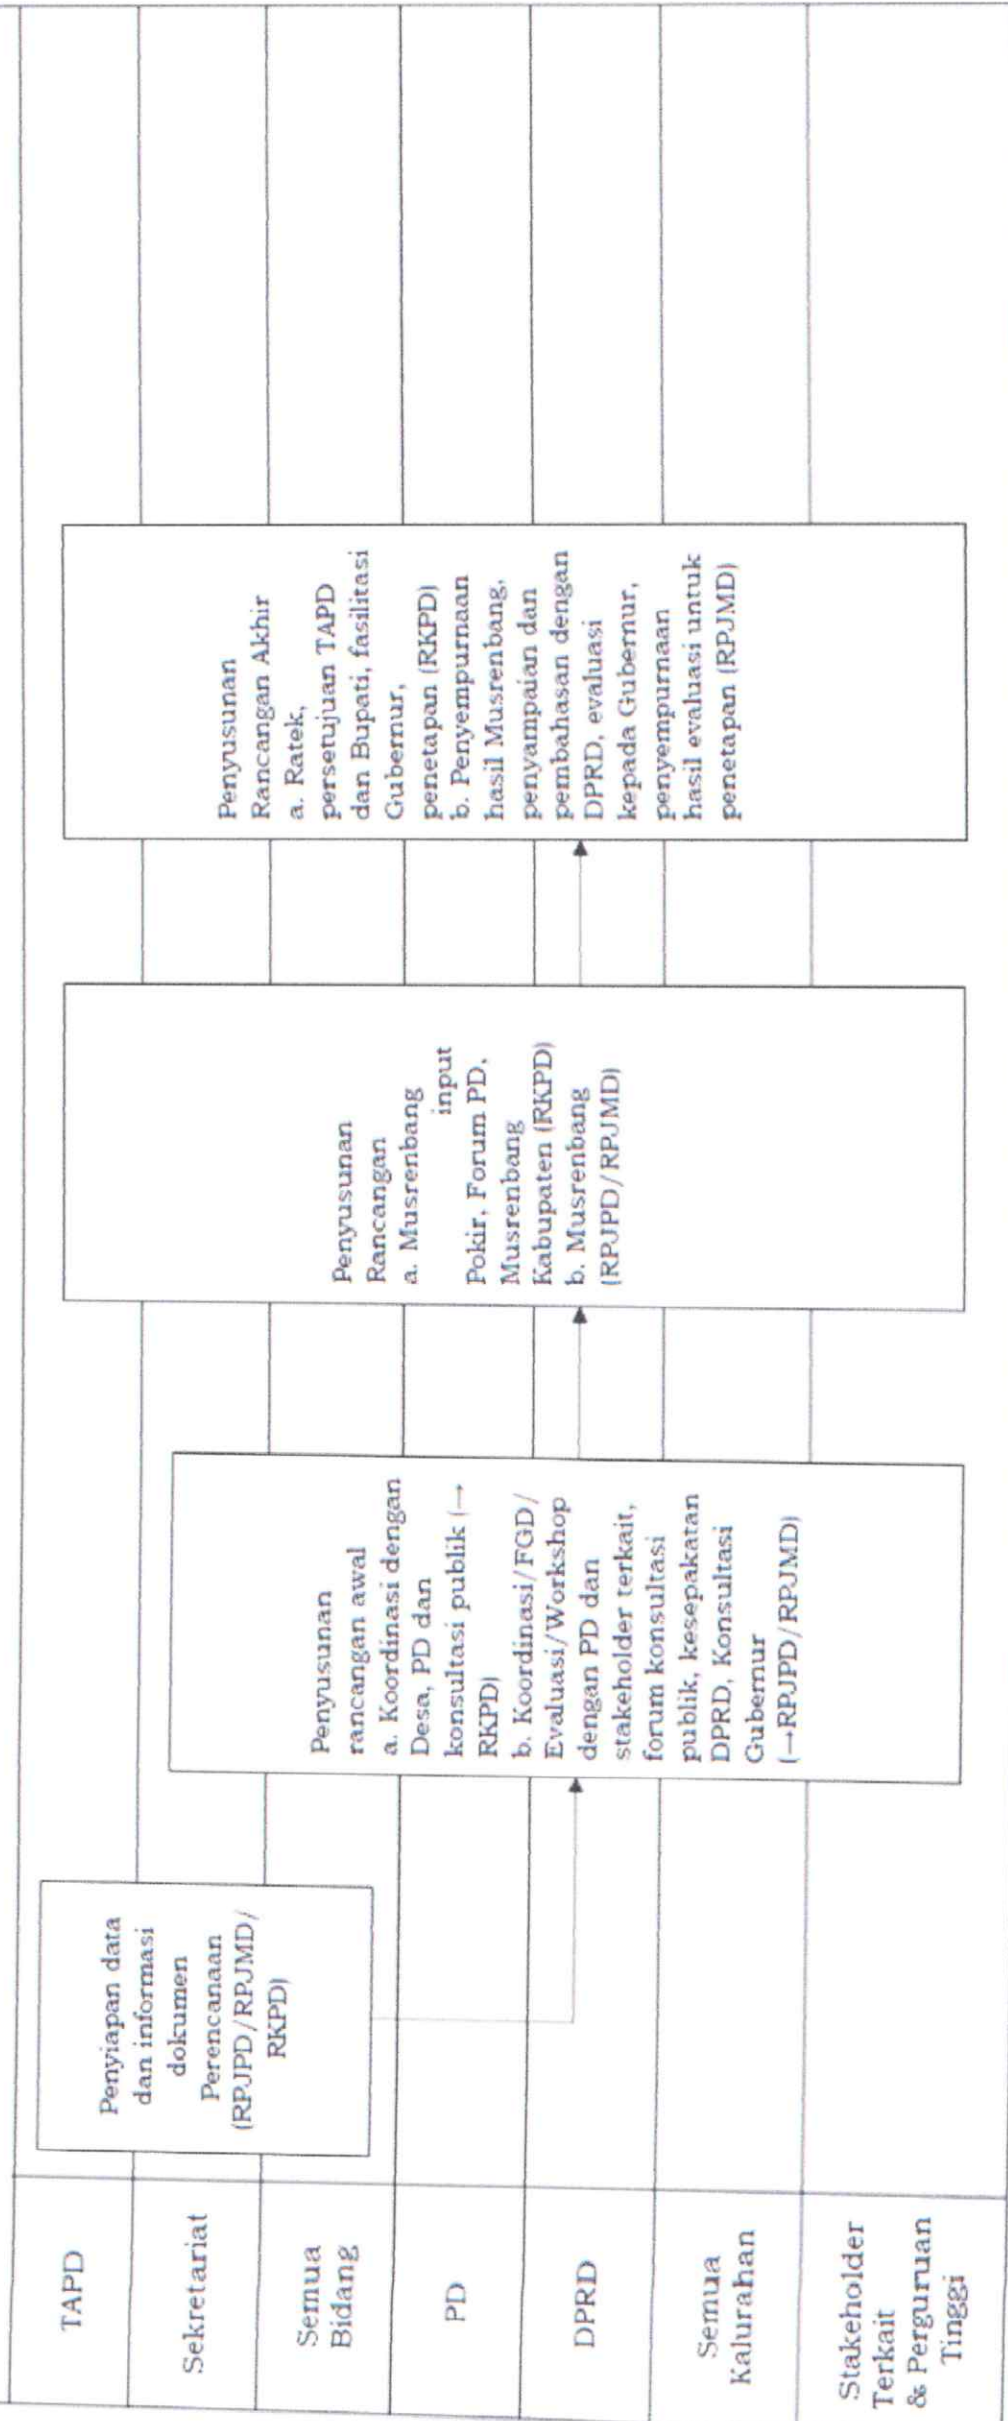 TAPD
Sekretariat
Semua
Bidang
PD
DPRD
Semua
Kalurahan
Stakeholder
Terkait
& Perguruan
Tinggi
Penyiapan data
dan informasi
dokumen
Perencanaan
(RPJPD/RPJMD/
RKPD)
Penyusunan
rancangan awal
a. Koordinasi dengan
Desa, PD dan
konsultasi publik (→
RKPD)
b. Koordinasi/FGD/
Evaluasi/Workshop
dengan PD dan
stakeholder terkait,
forum konsultasi
publik, kesepakatan
DPRD, Konsultasi
Gubernur
(→RPJPD/RPJMD)
Penyusunan
Rancangan
a. Musrenbang
input
Pokir, Forum PD,
Musrenbang
Kabupaten (RKPD)
b. Musrenbang
(RPJPD/RPJMD)
Penyusunan
Rancangan Akhir
a. Ratek,
persetujuan TAPD
dan Bupati, fasilitasi
Gubernur,
penetapan (RKPD)
b. Penyempurnaan
hasil Musrenbang,
penyampaian dan
pembahasan dengan
DPRD, evaluasi
kepada Gubernur,
penyempurnaan
hasil evaluasi untuk
penetapan (RPJMD)